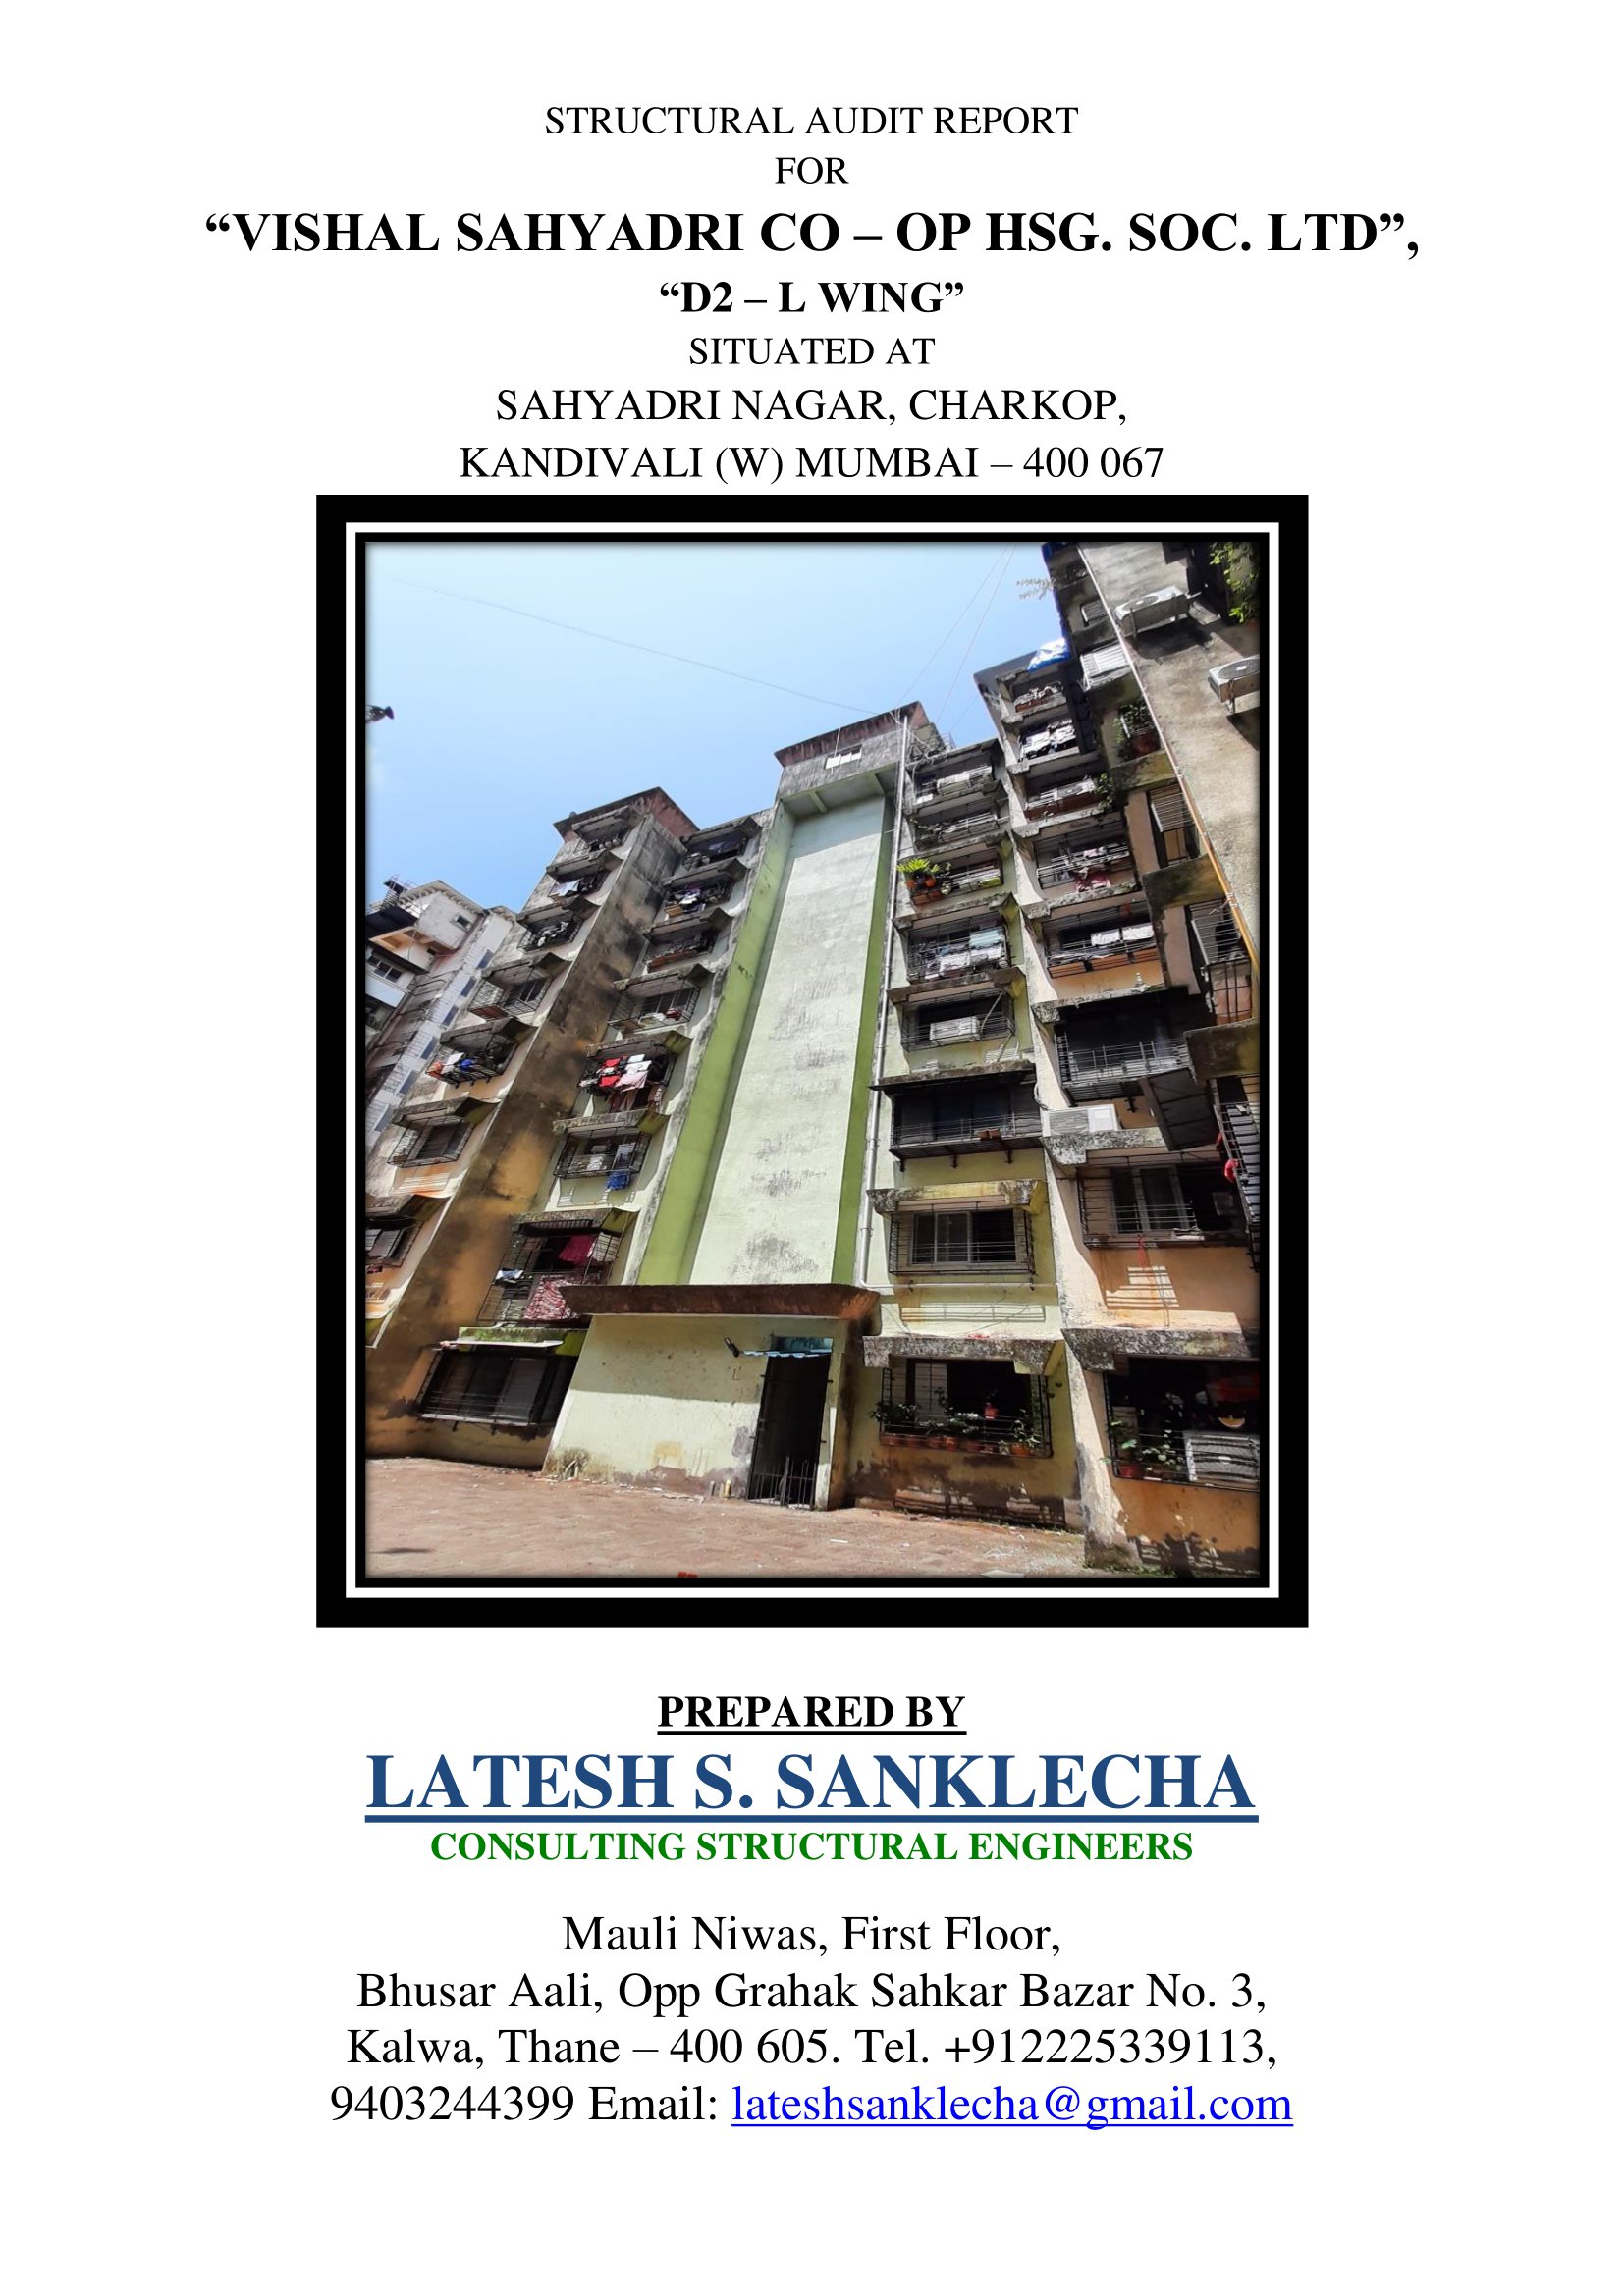 STRUCTURAL AUDIT REPORT
FOR
“VISHAL SAHYADRI CO – OP HSG. SOC. LTD”,
“D2 – L WING”
SITUATED AT
SAHYADRI NAGAR, CHARKOP,
KANDIVALI (W) MUMBAI – 400 067
PREPARED BY
LATESH S. SANKLECHA
CONSULTING STRUCTURAL ENGINEERS
Mauli Niwas, First Floor,
Bhusar Aali, Opp Grahak Sahkar Bazar No. 3,
Kalwa, Thane – 400 605. Tel. +912225339113,
9403244399 Email: lateshsanklecha@gmail.com